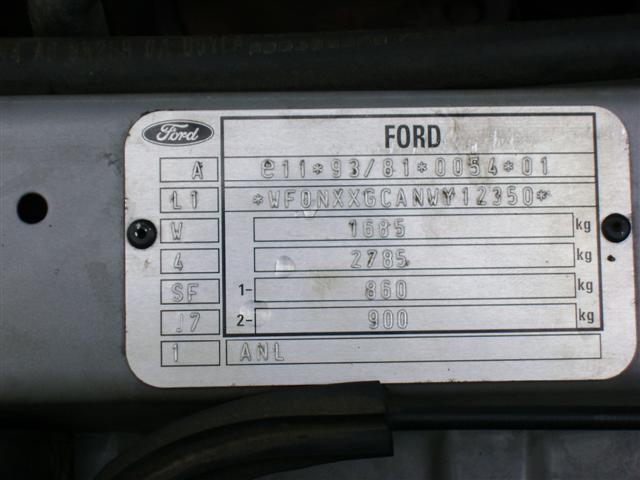 Ford
FORD
A e11*93/81*0054*01
L1 *WF0NXXGCANWY12350*
W 1685 kg
4 2785 kg
SF 1- 860 kg
J7 2- 900 kg
1 ANL